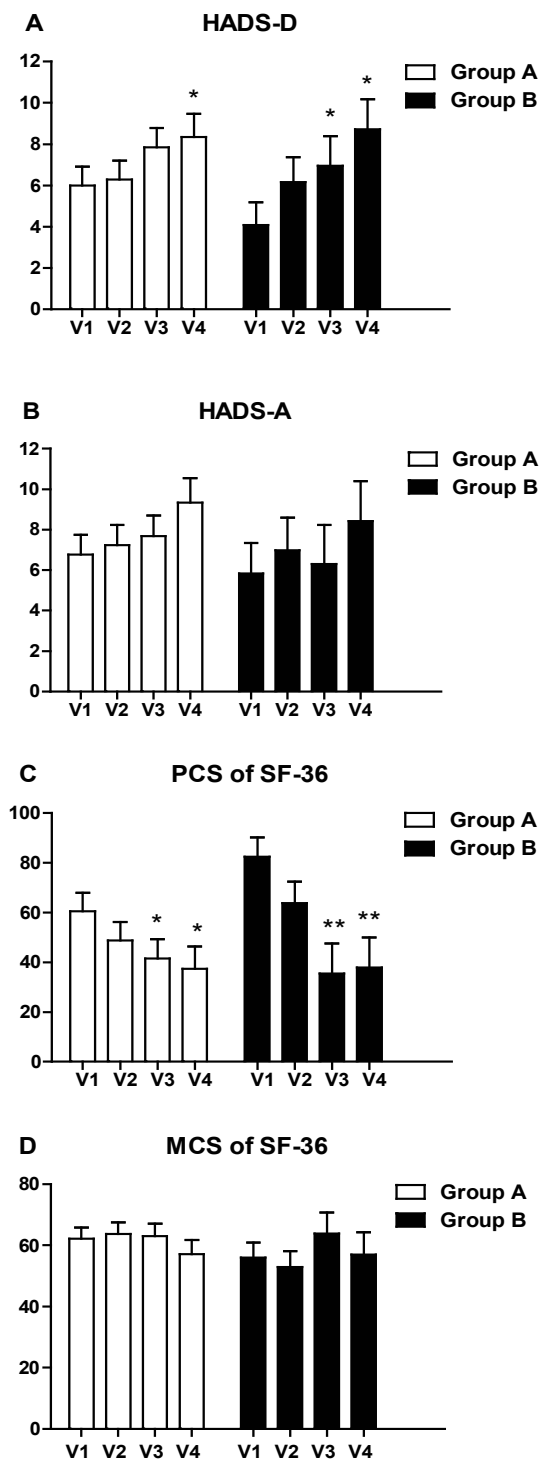 A
HADS-D
Group A
Group B
12
10
8
6
4
2
0
*
*
*
V1 V2 V3 V4 V1 V2 V3 V4
B
HADS-A
Group A
Group B
12
10
8
6
4
2
0
V1 V2 V3 V4 V1 V2 V3 V4
C
PCS of SF-36
Group A
Group B
100
80
60
40
20
0
*
*
**
**
V1 V2 V3 V4 V1 V2 V3 V4
D
MCS of SF-36
Group A
Group B
80
60
40
20
0
V1 V2 V3 V4 V1 V2 V3 V4